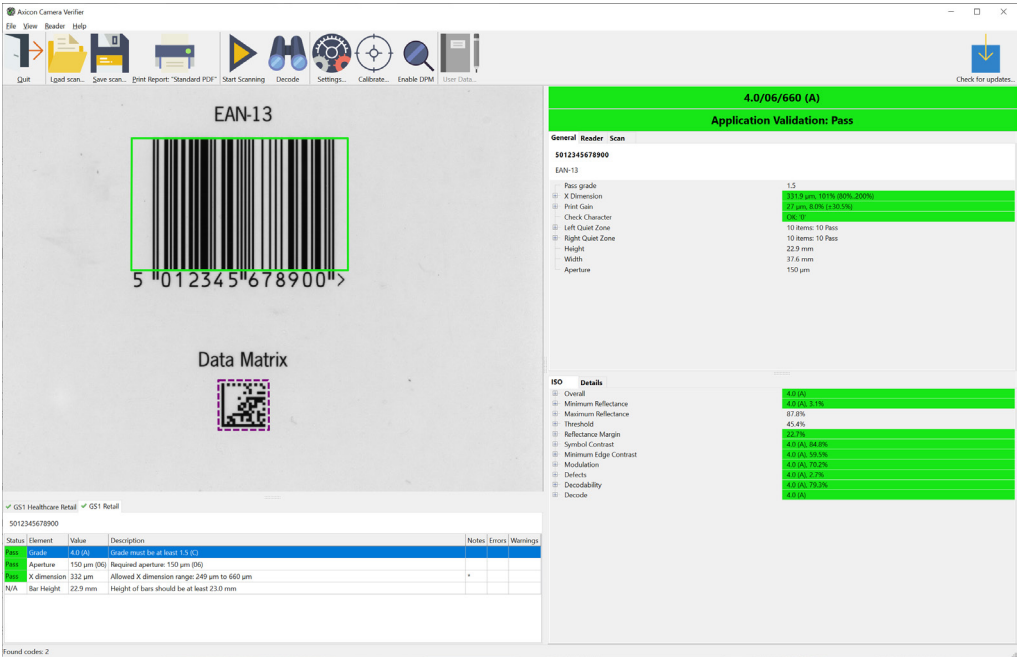 Axicon Camera Verifier
File View Reader Help
Quit Load scan... Save scan... Print Report: "Standard PDF" Start Scanning Decode Settings... Calibrate... Enable DPM User Data... Check for updates...
EAN-13
5 "012345"678900">
Data Matrix
4.0/06/660 (A)
Application Validation: Pass
General Reader Scan
5012345678900
EAN-13
Pass grade 1.5
X Dimension 331.9 µm, 101% (80%..200%)
Print Gain 27 µm, 8.0% (±30.5%)
Check Character OK: '0'
Left Quiet Zone 10 items: 10 Pass
Right Quiet Zone 10 items: 10 Pass
Height 22.9 mm
Width 37.6 mm
Aperture 150 µm
ISO Details
Overall 4.0 (A)
Minimum Reflectance 4.0 (A), 3.1%
Maximum Reflectance 87.8%
Threshold 45.4%
Reflectance Margin 22.7%
Symbol Contrast 4.0 (A), 84.8%
Minimum Edge Contrast 4.0 (A), 59.5%
Modulation 4.0 (A), 70.2%
Defects 4.0 (A), 2.7%
Decodability 4.0 (A), 79.3%
Decode 4.0 (A)
GS1 Healthcare Retail GS1 Retail
5012345678900
Status Element Value Description Notes Errors Warnings
Pass Grade 4.0 (A) Grade must be at least 1.5 (C)
Pass Aperture 150 µm (06) Required aperture: 150 µm (06)
Pass X dimension 332 µm Allowed X dimension range: 249 µm to 660 µm *
N/A Bar Height 22.9 mm Height of bars should be at least 23.0 mm
Found codes: 2